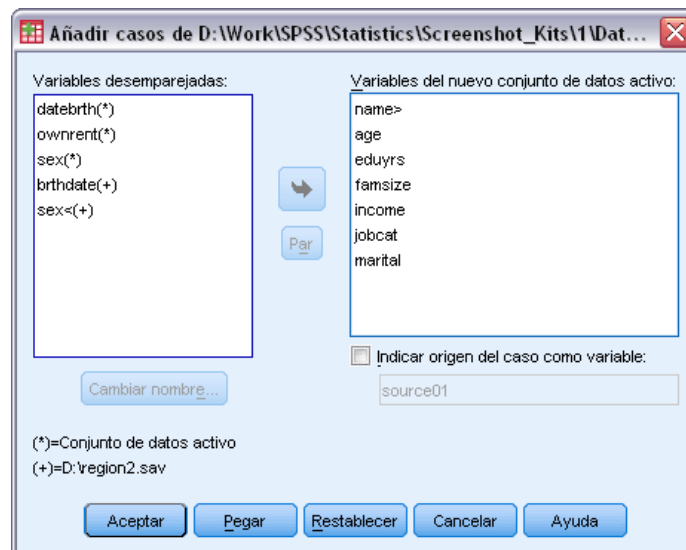 Añadir casos de D:\Work\SPSS\Statistics\Screenshot_Kits\1\Dat...
Variables desemparejadas:
datebrth(*)
ownrent(*)
sex(*)
brthdate(+)
sex<(+)
Cambiar nombre...
Par
Variables del nuevo conjunto de datos activo:
name>
age
eduyrs
famsize
income
jobcat
marital
Indicar origen del caso como variable:
source01
(*)=Conjunto de datos activo
(+)=D:\region2.sav
Aceptar
Pegar
Restablecer
Cancelar
Ayuda